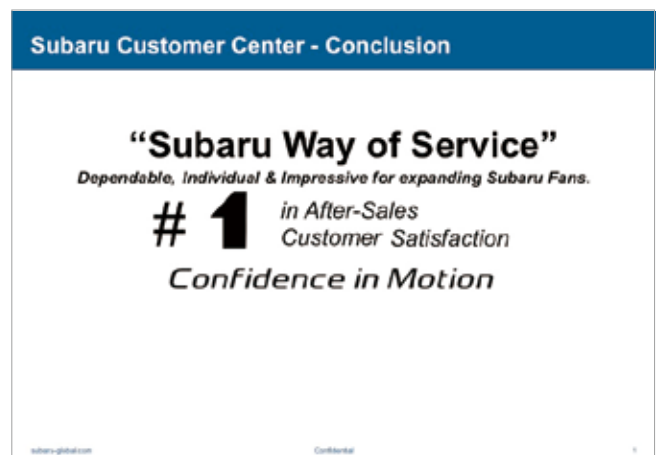 Subaru Customer Center - Conclusion
“Subaru Way of Service”
Dependable, Individual & Impressive for expanding Subaru Fans.
# 1 in After-Sales
Customer Satisfaction
Confidence in Motion
subaru-global.com Confidential 1